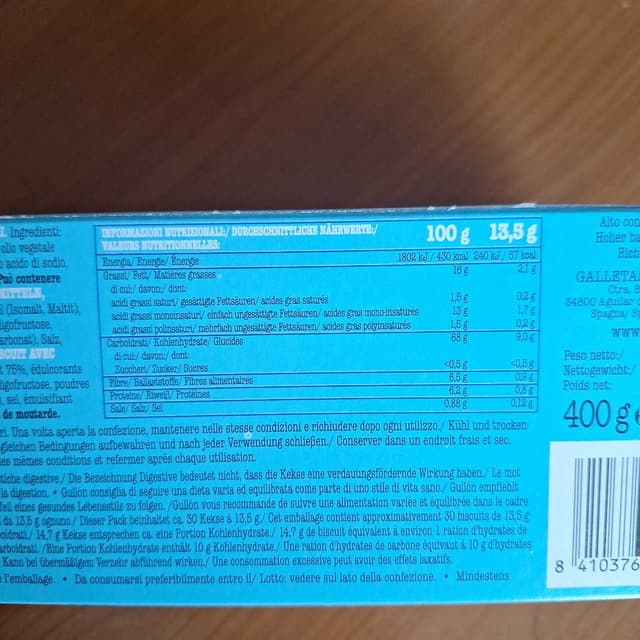 Ingredienti:
olio vegetale
acido di sodio,
Può contenere
(Isomalt, Maltit),
ligofructose,
arbonat), Salz,
SCUIT AVEC
75%, édulcorants
ligofructose, poudres
, sel, émulsifiant
de moutarde.
INFORMAZIONI NUTRIZIONALI:/ DURCHSCHNITTLICHE NÄHRWERTE:/
VALEURS NUTRITIONNELLES:
100 g 13,5 g
Energia/ Energie/ Énergie 1802 kJ / 430 kcal 240 kJ / 57 kcal
Grassi/ Fett/ Matières grasses 16 g 2,1 g
di cui:/ davon:/ dont:
acidi grassi saturi/ gesättigte Fettsäuren/ acides gras saturés 1,5 g 0,2 g
acidi grassi monoinsaturi/ einfach ungesättigte Fettsäuren/ acides gras mono-insaturés 13 g 1,7 g
acidi grassi polinsaturi/ mehrfach ungesättigte Fettsäuren/ acides gras polyinsaturés 1,5 g 0,2 g
Carboidrati/ Kohlenhydrate/ Glucides 68 g 9,0 g
di cui:/ davon:/ dont:
Zuccheri/ Zucker/ Sucres <0,5 g <0,5 g
Fibre/ Ballaststoffe/ Fibres alimentaires 6,5 g 0,9 g
Proteine/ Eiweiß/ Protéines 6,2 g 0,8 g
Sale/ Salz/ Sel 0,88 g 0,12 g
Alto con
Hoher ba
Rich
GALLETA
Ctra. B
34800 Aguilar
Spagna/ Sp
www
Peso netto:/
Nettogewicht:/
Poids net:
400 g e
ri. Una volta aperta la confezione, mantenere nelle stesse condizioni e richiudere dopo ogni utilizzo./ Kühl und trocken
gleichen Bedingungen aufbewahren und nach jeder Verwendung schließen./ Conserver dans un endroit frais et sec.
es mêmes conditions et refermer après chaque utilisation.
tiche digestive./ Die Bezeichnung Digestive bedeutet nicht, dass die Kekse eine verdauungsfördernde Wirkung haben./ Le mot
la digestion. • Gullón consiglia di seguire una dieta varia ed equilibrata come parte di uno stile di vita sano./ Gullón empfiehlt
Teil eines gesunden Lebensstils zu folgen. /Gullón vous recommande de suivre une alimentation variée et équilibrée dans le cadre
da 13,5 g ognuno./ Dieser Pack beinhaltet ca. 30 Kekse à 13,5 g./ Cet emballage contient approximativement 30 biscuits de 13,5 g
oidrati./ 14,7 g Kekse entsprechen ca. eine Portion Kohlenhydrate./ 14,7 g de biscuit équivalent à environ 1 ration d'hydrates de
arboidrati. /Eine Portion Kohlenhydrate enthält 10 g Kohlenhydrate./ Une ration d'hydrates de carbone équivaut à 10 g d'hydrates
Kann bei übermäßigem Verzehr abführend wirken./ Une consommation excessive peut avoir des effets laxatifs.
l'emballage. • Da consumarsi preferibilmente entro il/ Lotto: vedere sul lato della confezione. • Mindestens
8 410376